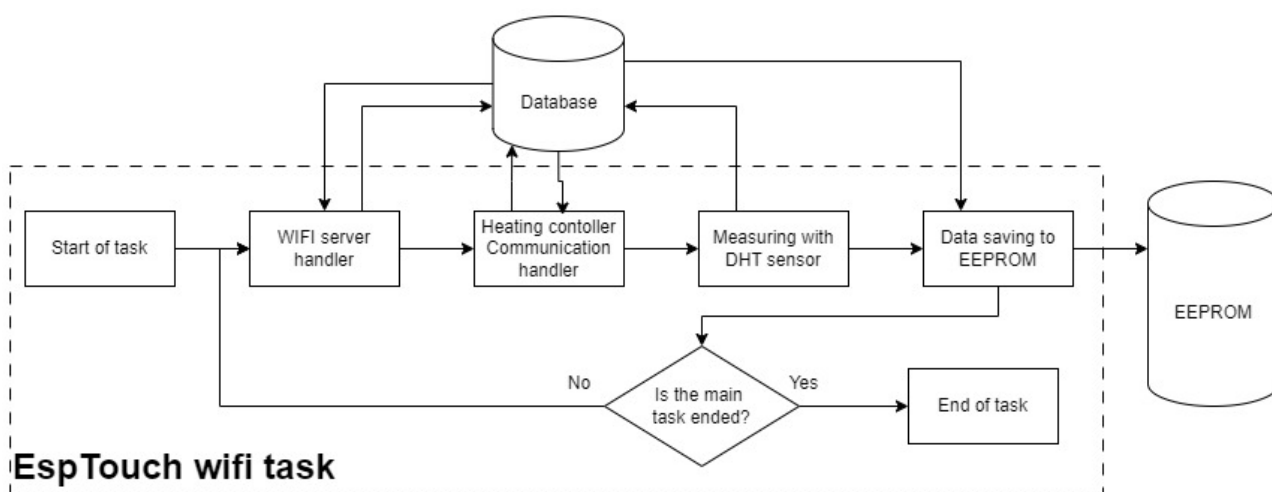 Database
Start of task
WIFI server
handler
Heating contoller
Communication
handler
Measuring with
DHT sensor
Data saving to
EEPROM
EEPROM
No
Is the main
task ended?
Yes
End of task
EspTouch wifi task